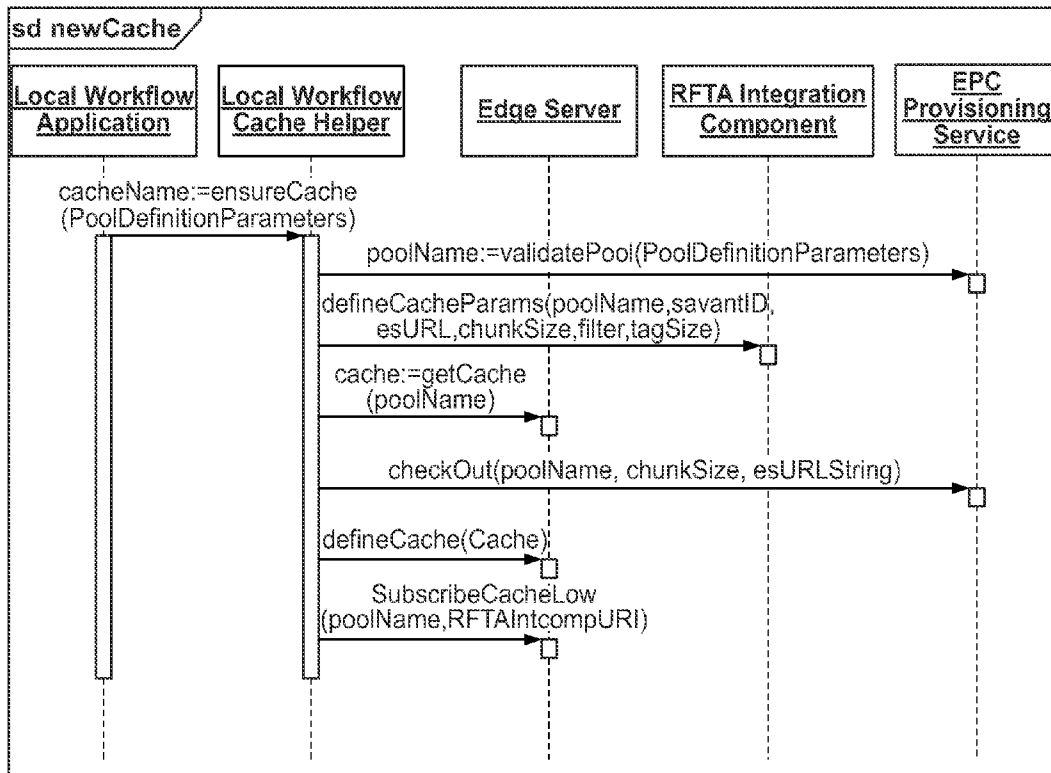 sd newCache
Local Workflow
Application
Local Workflow
Cache Helper
Edge Server
RFTA Integration
Component
EPC
Provisioning
Service
cacheName:=ensureCache
(PoolDefinitionParameters)
poolName:=validatePool(PoolDefinitionParameters)
defineCacheParams(poolName,savantID,
esURL,chunkSize,filter,tagSize)
cache:=getCache
(poolName)
checkOut(poolName, chunkSize, esURLString)
defineCache(Cache)
SubscribeCacheLow
(poolName,RFTAIntcompURI)